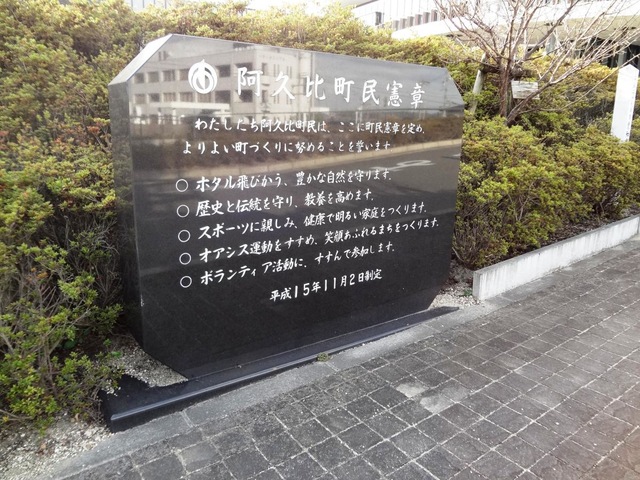 阿久比町民憲章
わたしたち阿久比町民は、ここに町民憲章を定め、
よりよい町づくりに努めることを誓います。
○ ホタル飛びかう、豊かな自然を守ります。
○ 歴史と伝統を守り、教養を高めます。
○ スポーツに親しみ、健康で明るい家庭をつくります。
○ オアシス運動をすすめ、笑顔あふれるまちをつくります。
○ ボランティア活動に、すすんで参加します。
平成15年11月2日制定